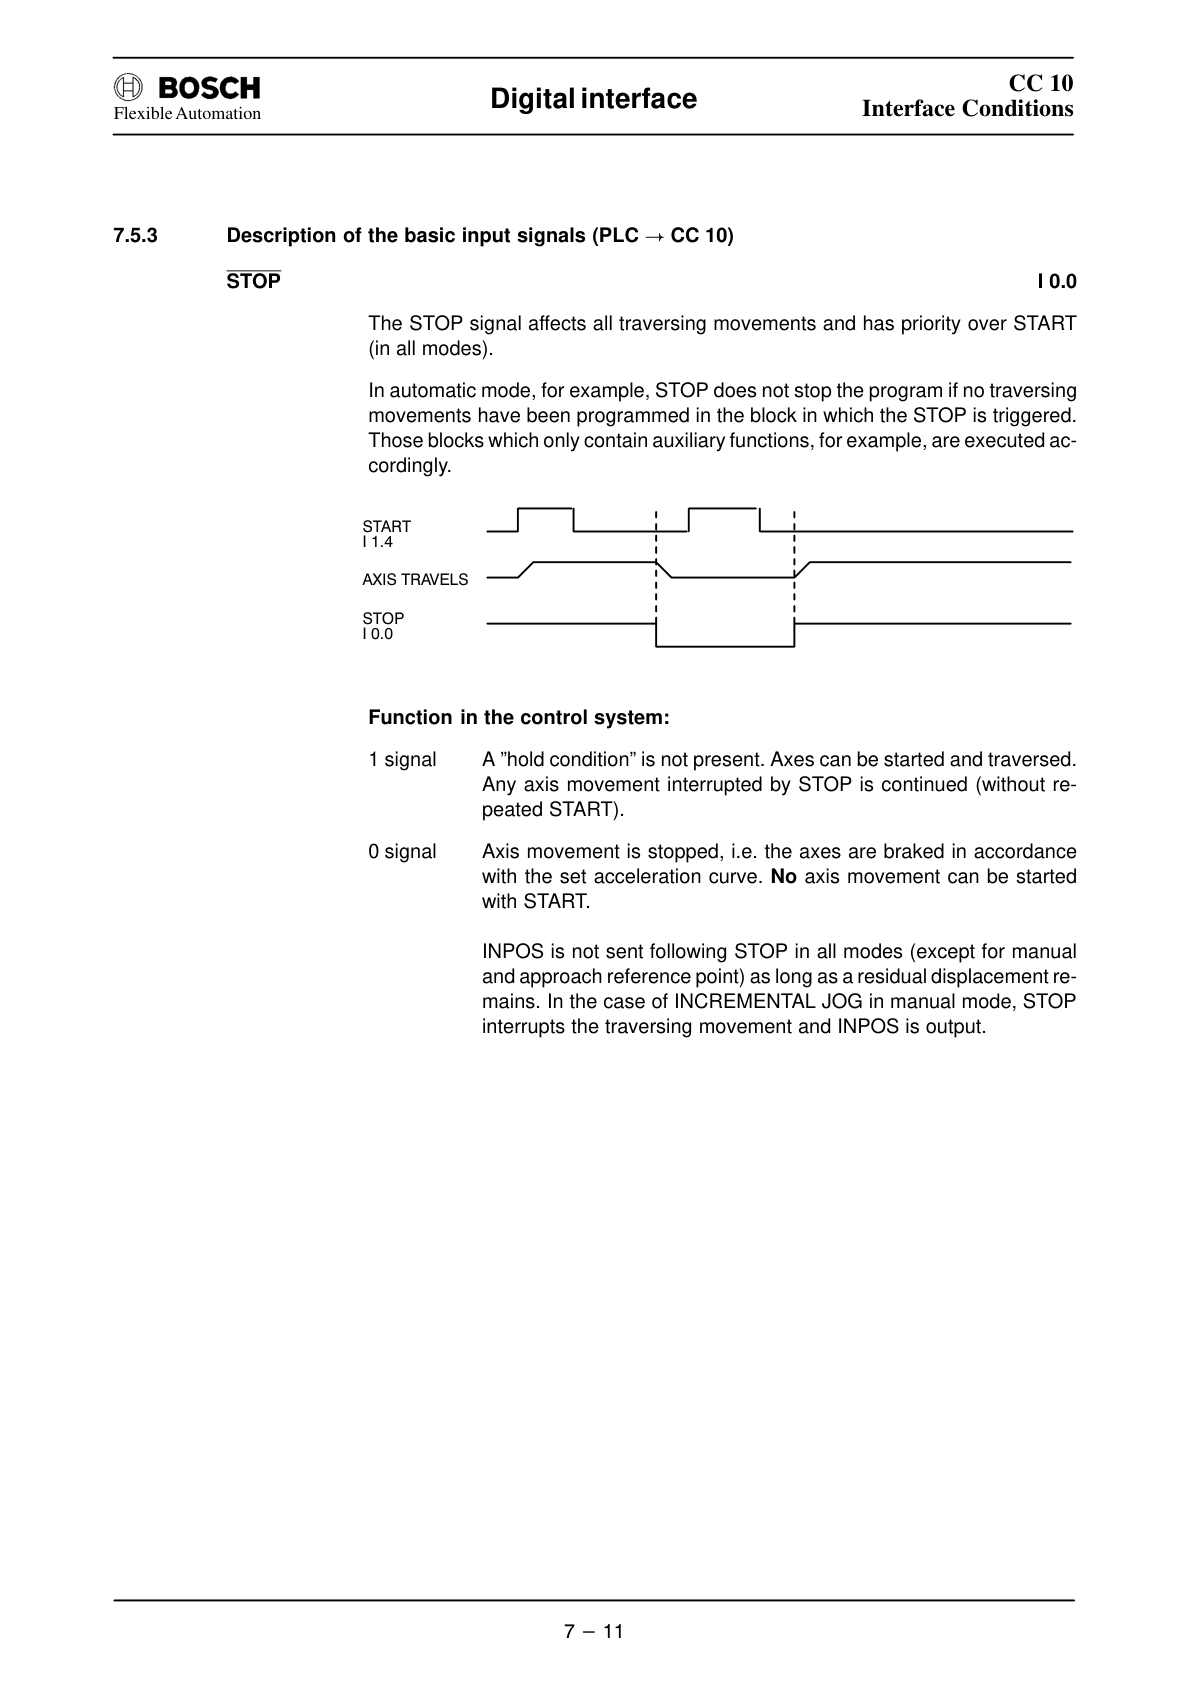 BOSCH
Flexible Automation
Digital interface
CC 10
Interface Conditions
7.5.3 Description of the basic input signals (PLC → CC 10)
STOP I 0.0
The STOP signal affects all traversing movements and has priority over START
(in all modes).
In automatic mode, for example, STOP does not stop the program if no traversing
movements have been programmed in the block in which the STOP is triggered.
Those blocks which only contain auxiliary functions, for example, are executed ac-
cordingly.
START
I 1.4
AXIS TRAVELS
STOP
I 0.0
Function in the control system:
1 signal A ”hold condition” is not present. Axes can be started and traversed.
Any axis movement interrupted by STOP is continued (without re-
peated START).
0 signal Axis movement is stopped, i.e. the axes are braked in accordance
with the set acceleration curve. No axis movement can be started
with START.
INPOS is not sent following STOP in all modes (except for manual
and approach reference point) as long as a residual displacement re-
mains. In the case of INCREMENTAL JOG in manual mode, STOP
interrupts the traversing movement and INPOS is output.
7 − 11